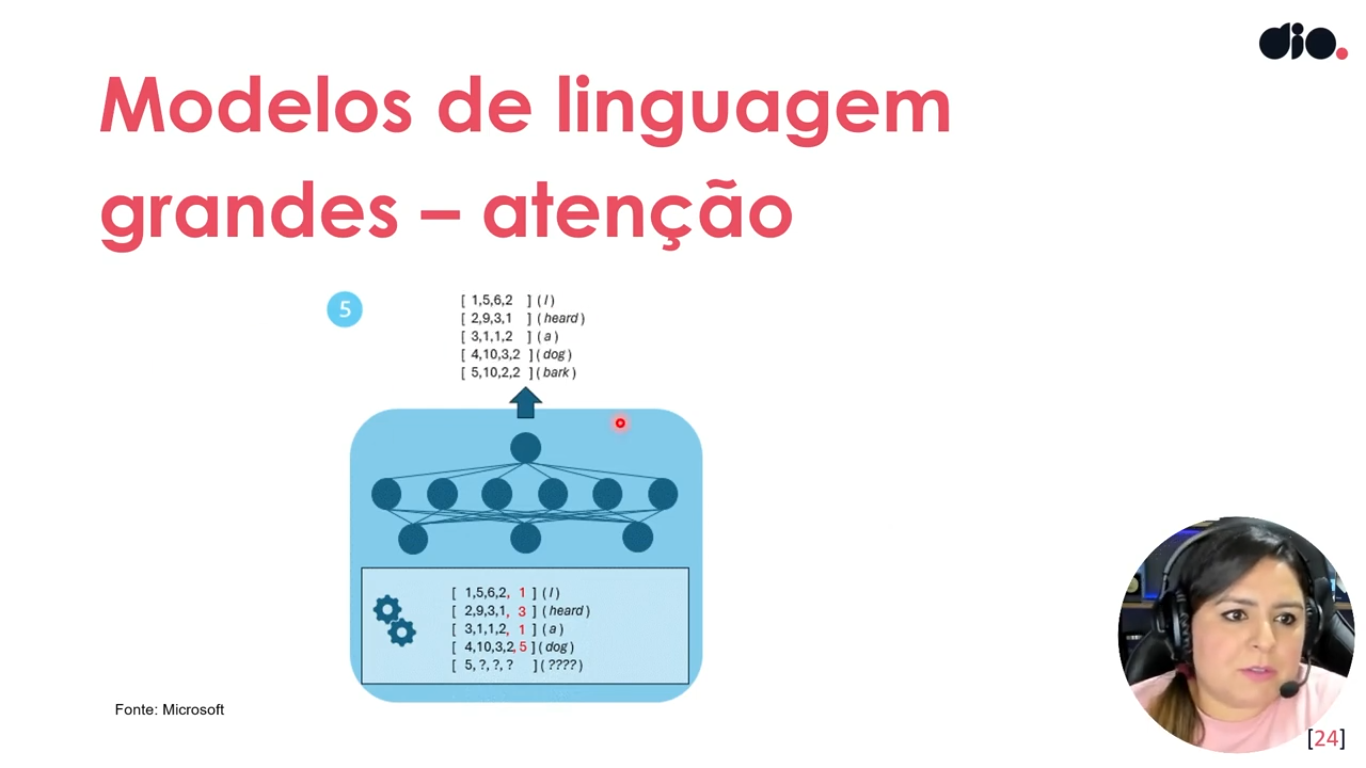 dio.
Modelos de linguagem
grandes – atenção
5
[ 1,5,6,2 ] ( I )
[ 2,9,3,1 ] ( heard )
[ 3,1,1,2 ] ( a )
[ 4,10,3,2 ] ( dog )
[ 5,10,2,2 ] ( bark )
[ 1,5,6,2, 1 ] ( I )
[ 2,9,3,1, 3 ] ( heard )
[ 3,1,1,2, 1 ] ( a )
[ 4,10,3,2, 5 ] ( dog )
[ 5, ?, ?, ? ] ( ???? )
Fonte: Microsoft
[24]